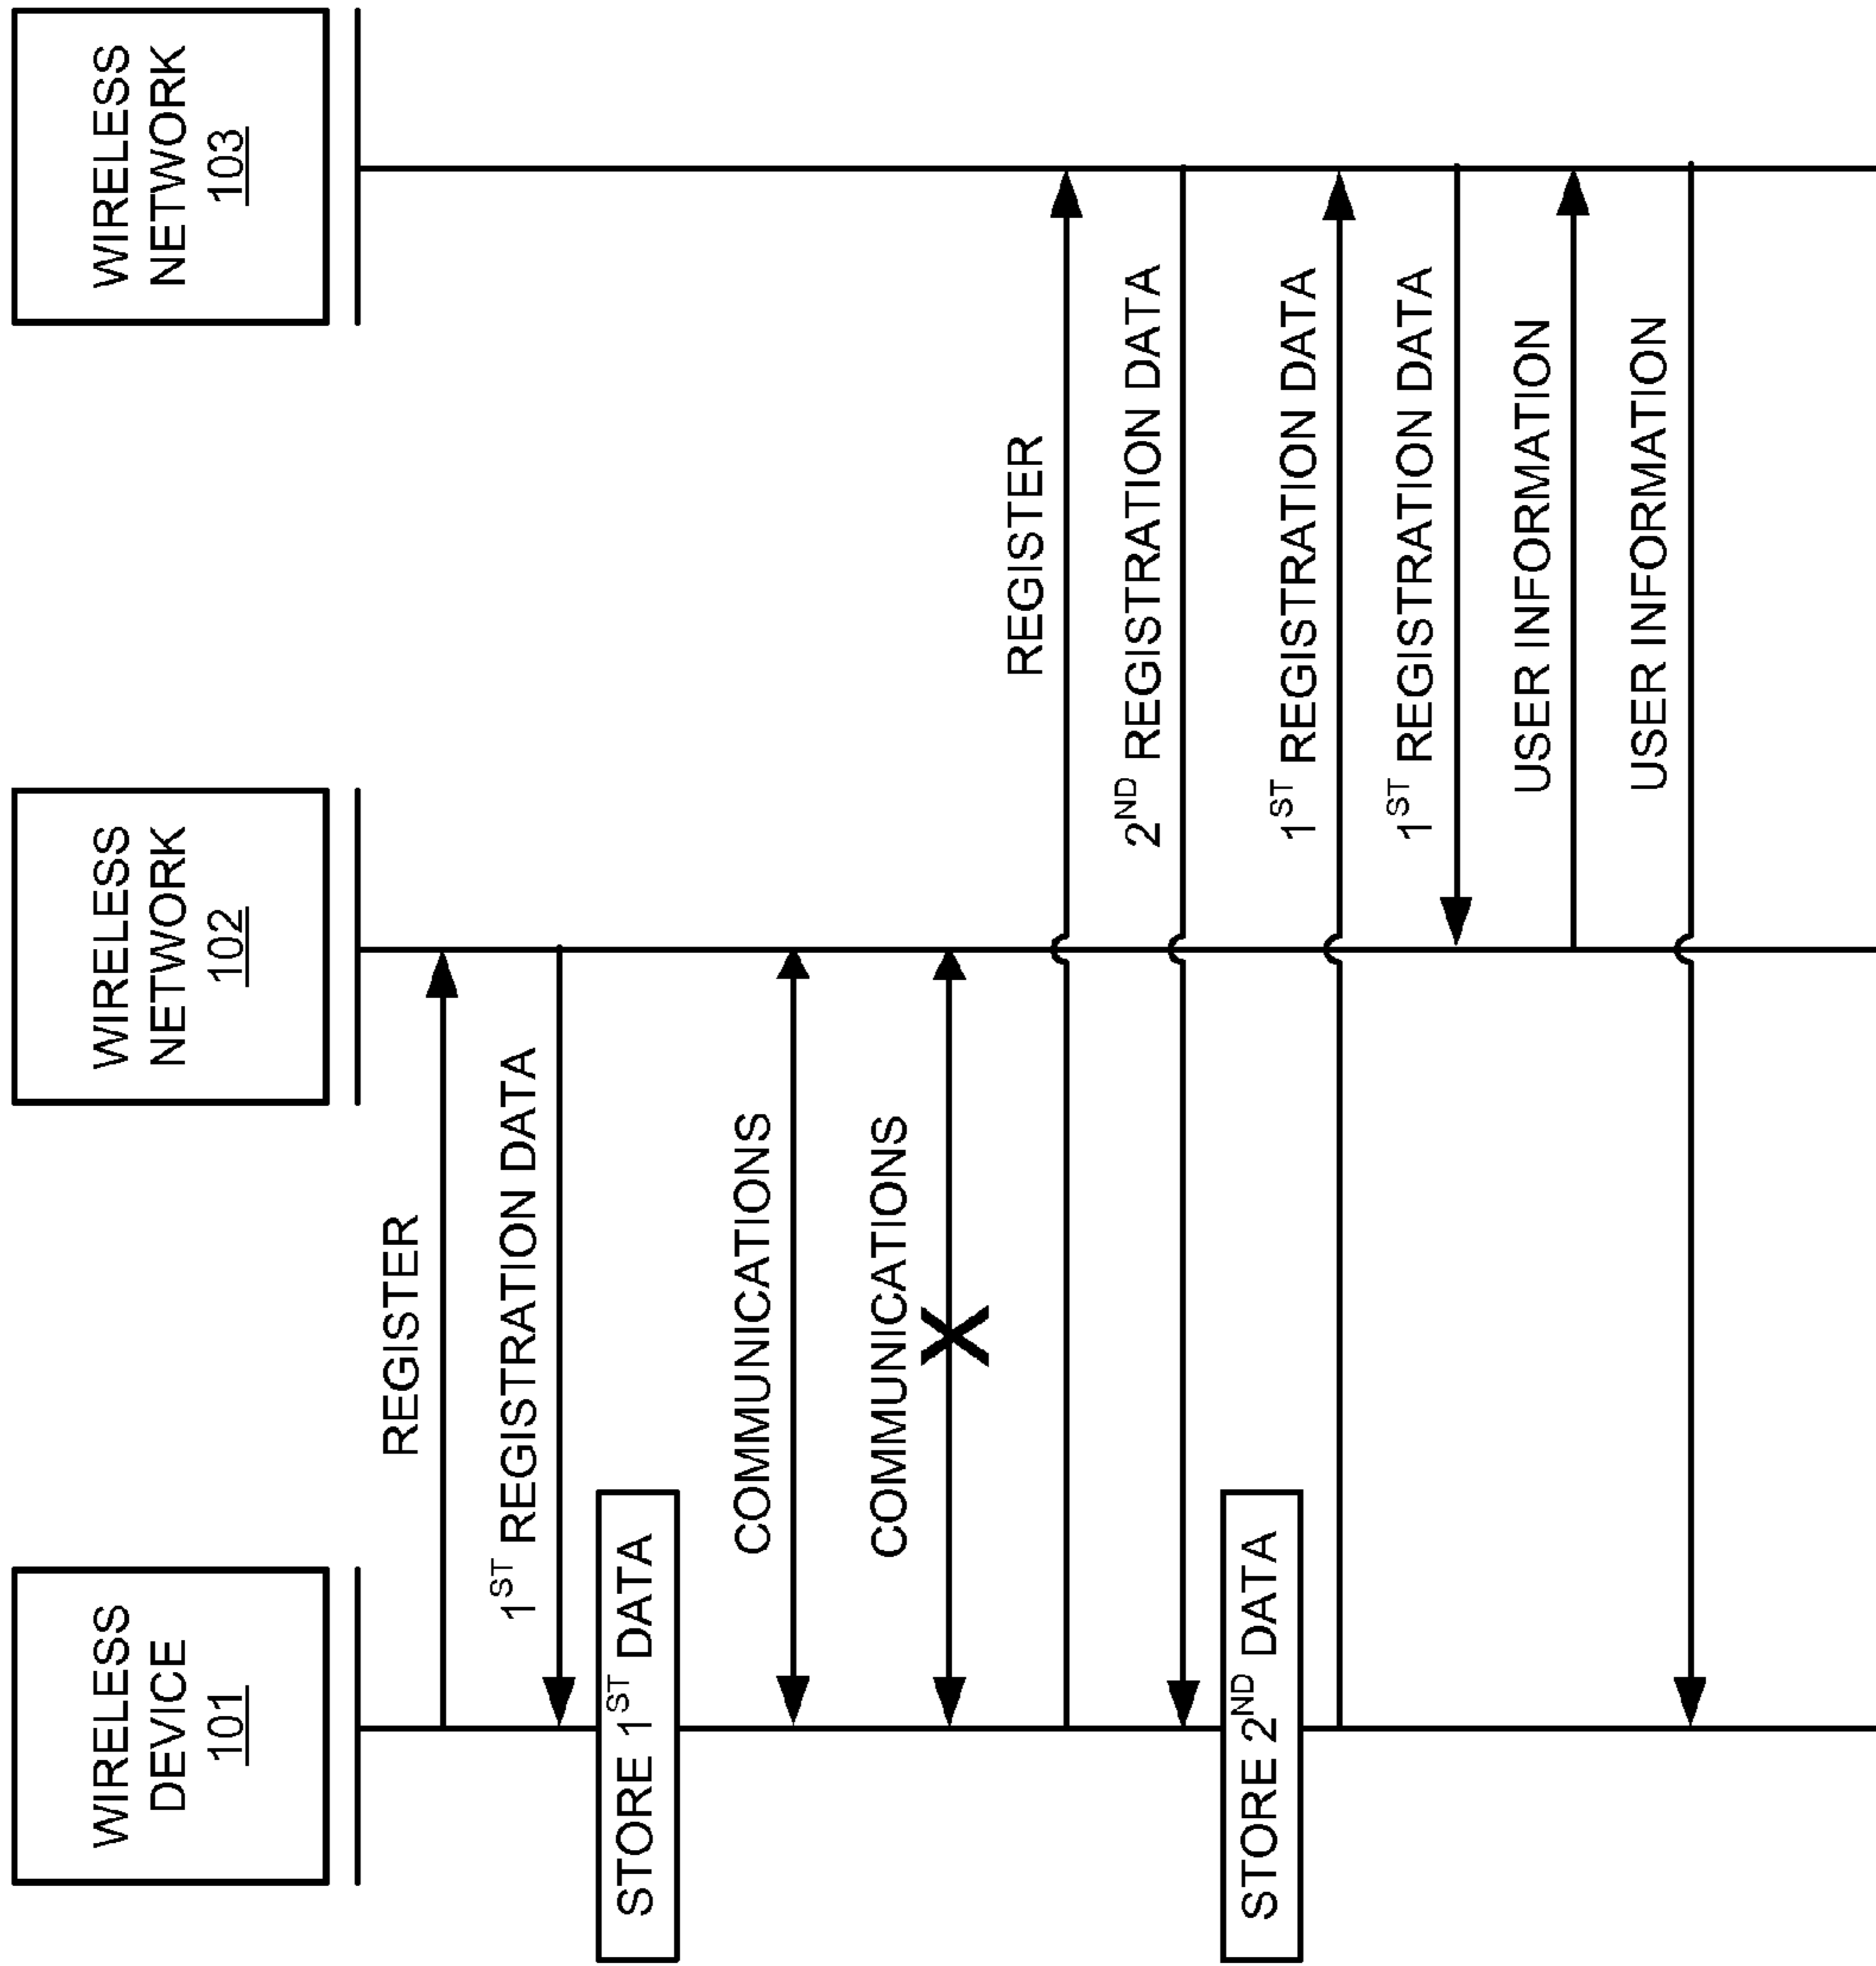 WIRELESS
DEVICE
101
WIRELESS
NETWORK
102
WIRELESS
NETWORK
103
REGISTER
1ST REGISTRATION DATA
STORE 1ST DATA
COMMUNICATIONS
COMMUNICATIONS
REGISTER
2ND REGISTRATION DATA
STORE 2ND DATA
1ST REGISTRATION DATA
1ST REGISTRATION DATA
USER INFORMATION
USER INFORMATION